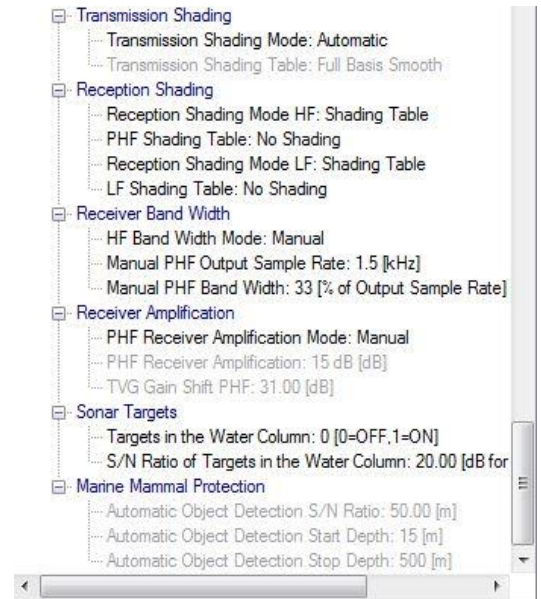 Transmission Shading
Transmission Shading Mode: Automatic
Transmission Shading Table: Full Basis Smooth
Reception Shading
Reception Shading Mode HF: Shading Table
PHF Shading Table: No Shading
Reception Shading Mode LF: Shading Table
LF Shading Table: No Shading
Receiver Band Width
HF Band Width Mode: Manual
Manual PHF Output Sample Rate: 1.5 [kHz]
Manual PHF Band Width: 33 [% of Output Sample Rate]
Receiver Amplification
PHF Receiver Amplification Mode: Manual
PHF Receiver Amplification: 15 dB [dB]
TVG Gain Shift PHF: 31.00 [dB]
Sonar Targets
Targets in the Water Column: 0 [0=OFF,1=ON]
S/N Ratio of Targets in the Water Column: 20.00 [dB for
Marine Mammal Protection
Automatic Object Detection S/N Ratio: 50.00 [m]
Automatic Object Detection Start Depth: 15 [m]
Automatic Object Detection Stop Depth: 500 [m]